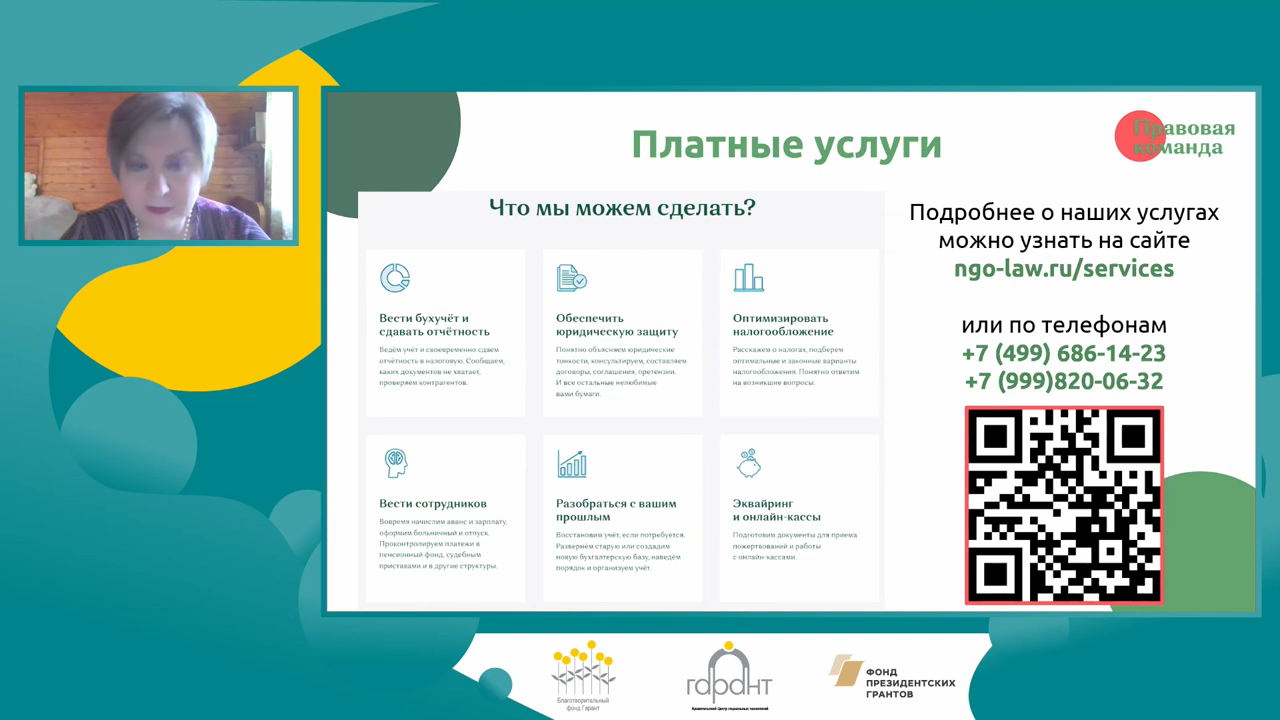 Платные услуги
Правовая
команда
Что мы можем сделать?
Вести бухучёт и
сдавать отчётность
Ведём учёт и своевременно сдаем
отчётность в налоговую. Сообщаем,
каких документов не хватает,
проверяем контрагентов.
Обеспечить
юридическую защиту
Понятно объясняем юридические
тонкости, консультируем, составляем
договоры, соглашения, претензии.
И все остальные нелюбимые
вами бумаги.
Оптимизировать
налогообложение
Расскажем о налогах, подберем
оптимальные и законные варианты
налогообложения. Понятно ответим
на возникшие вопросы.
Вести сотрудников
Вовремя начислим аванс и зарплату,
оформим больничный и отпуск.
Проконтролируем платежи в
пенсионный фонд, судебным
приставами и в другие структуры.
Разобраться с вашим
прошлым
Восстановим учёт, если потребуется.
Развернём старую или создадим
новую бухгалтерскую базу, наведём
порядок и организуем учёт.
Эквайринг
и онлайн-кассы
Подготовим документы для приема
пожертвований и работы
с онлайн-кассами.
Подробнее о наших услугах
можно узнать на сайте
ngo-law.ru/services
или по телефонам
+7 (499) 686-14-23
+7 (999)820-06-32
Благотворительный
фонд Гарант
гарант
Архангельский Центр социальных технологий
ФОНД
ПРЕЗИДЕНТСКИХ
ГРАНТОВ